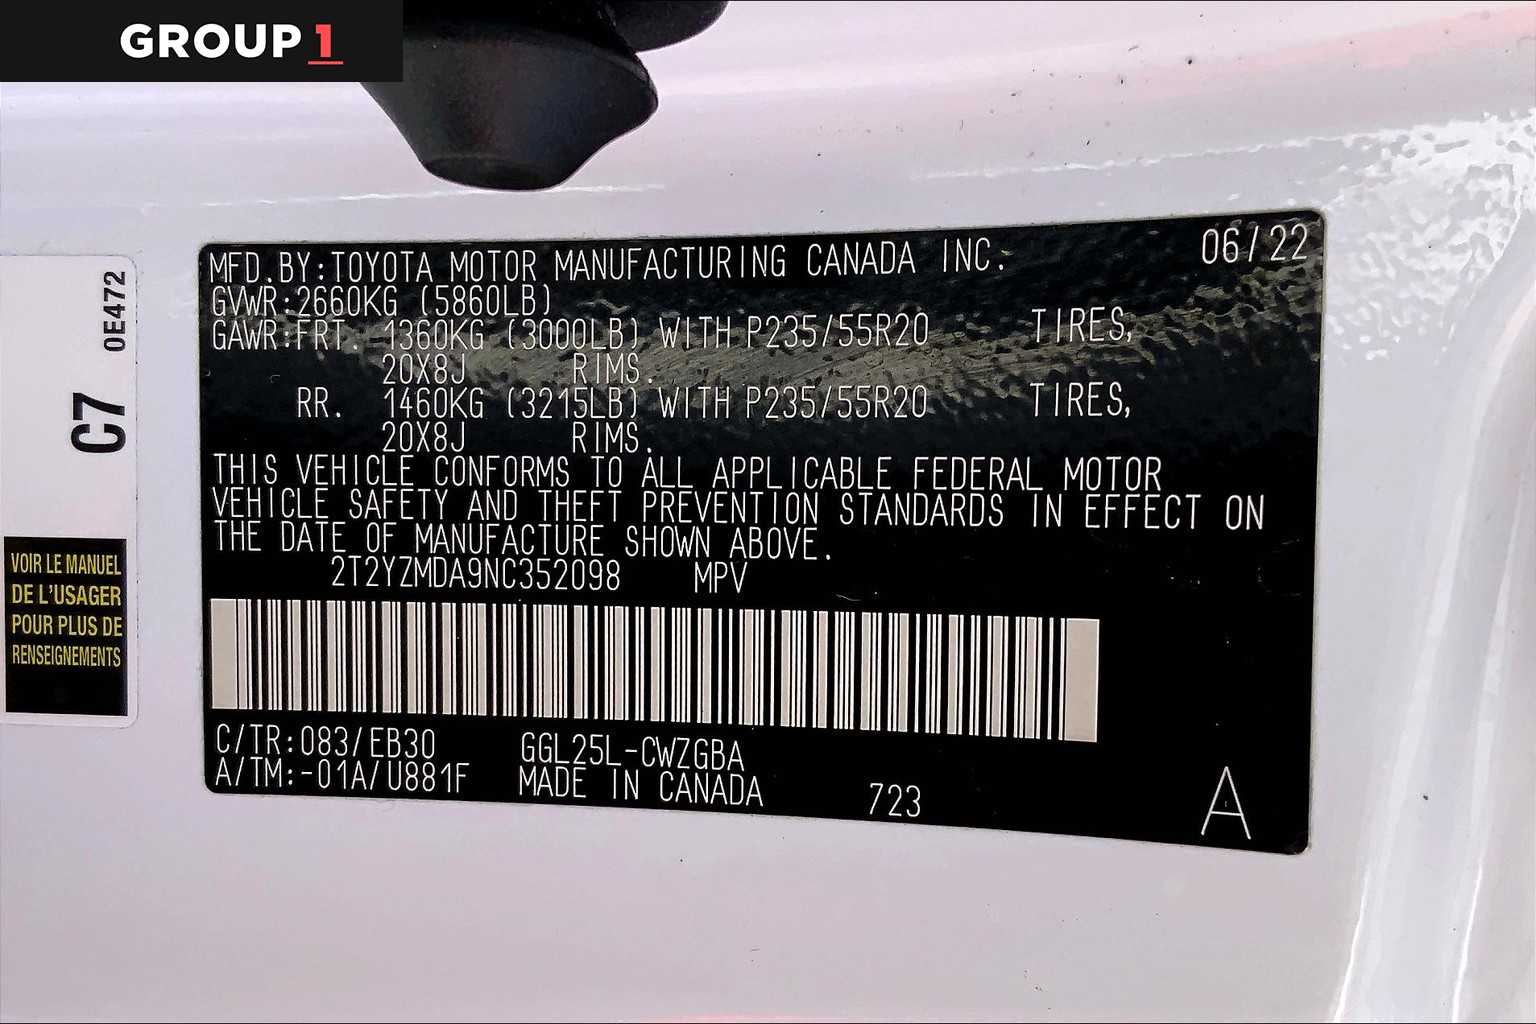 GROUP 1
0E472
C7
VOIR LE MANUEL
DE L'USAGER
POUR PLUS DE
RENSEIGNEMENTS
MFD.BY:TOYOTA MOTOR MANUFACTURING CANADA INC. 06/22
GVWR:2660KG (5860LB)
GAWR:FRT. 1360KG (3000LB) WITH P235/55R20 TIRES,
20X8J RIMS.
RR. 1460KG (3215LB) WITH P235/55R20 TIRES,
20X8J RIMS.
THIS VEHICLE CONFORMS TO ALL APPLICABLE FEDERAL MOTOR
VEHICLE SAFETY AND THEFT PREVENTION STANDARDS IN EFFECT ON
THE DATE OF MANUFACTURE SHOWN ABOVE.
2T2YZMDA9NC352098 MPV
C/TR:083/EB30 GGL25L-CWZGBA
A/TM:-01A/U881F MADE IN CANADA 723 A